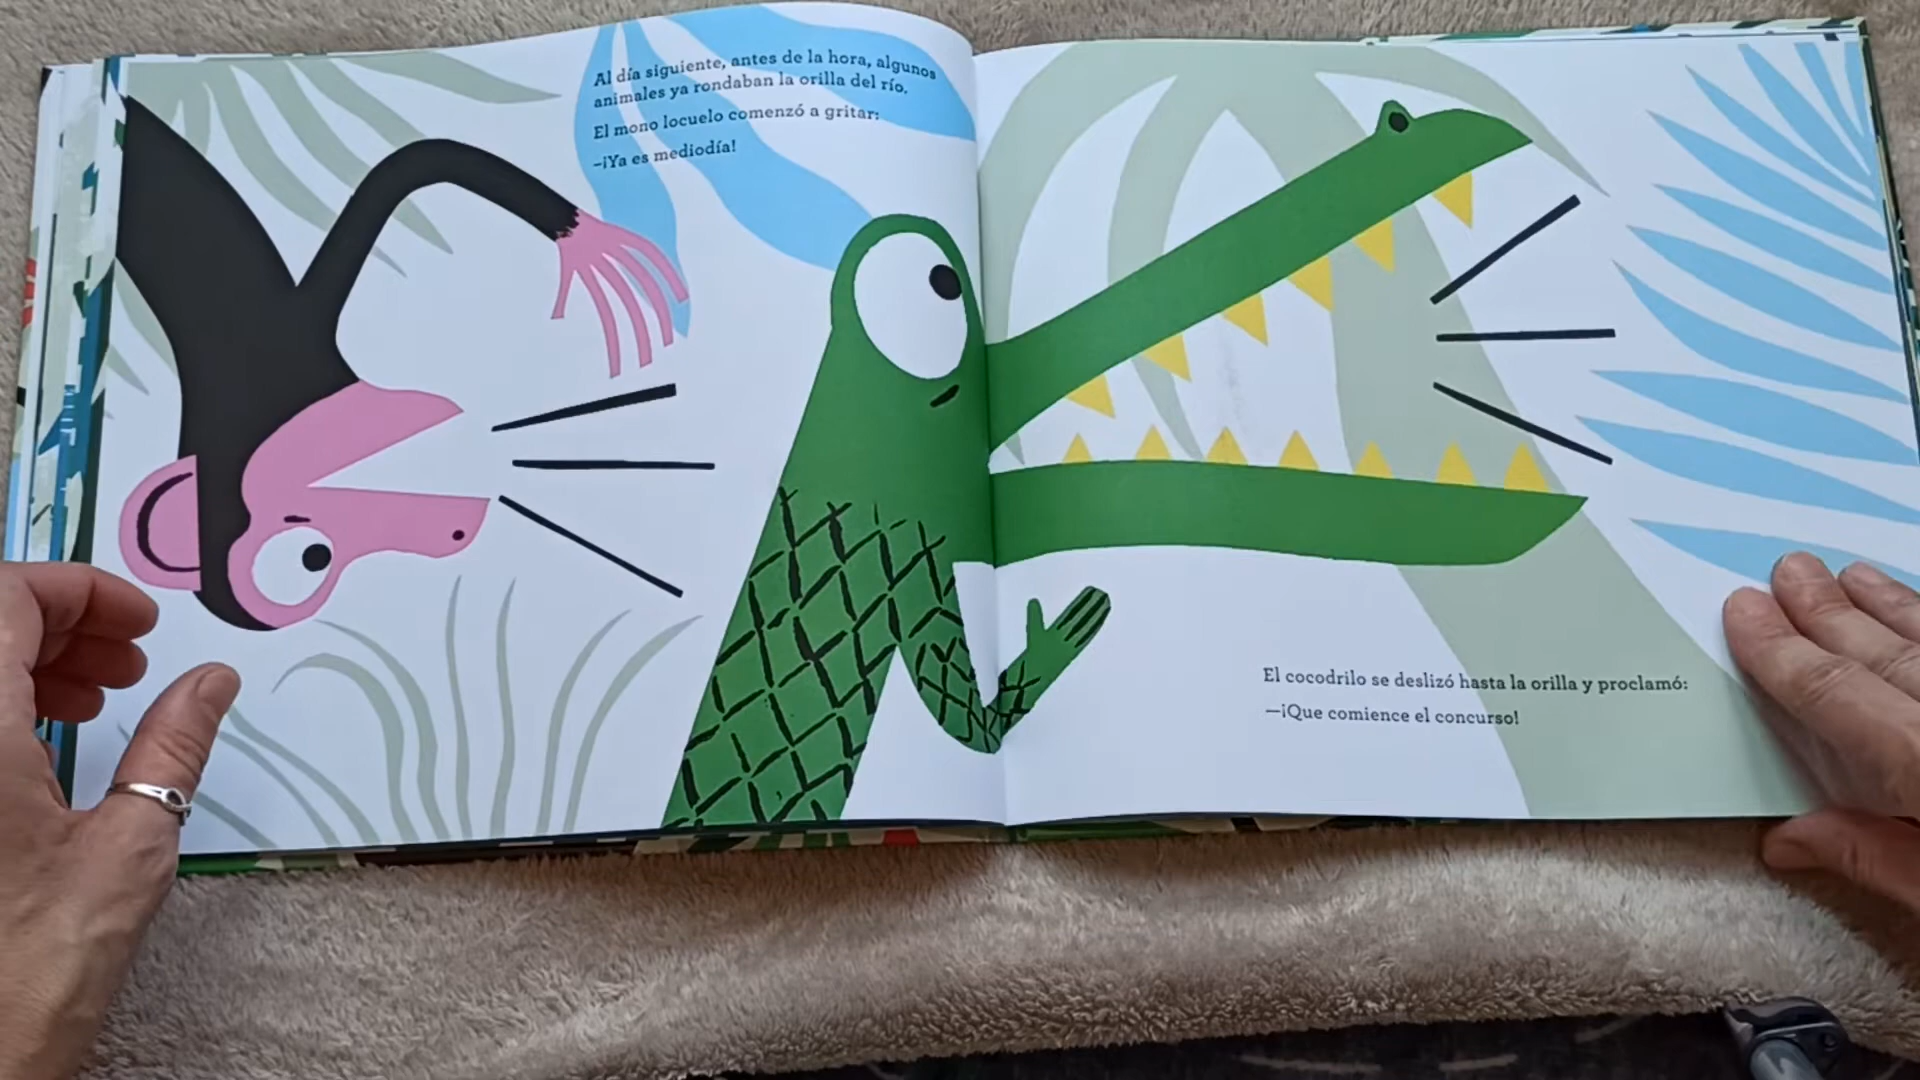 Al día siguiente, antes de la hora, algunos
animales ya rondaban la orilla del río.
El mono locuelo comenzó a gritar:
–¡Ya es mediodía!
El cocodrilo se deslizó hasta la orilla y proclamó:
—¡Que comience el concurso!